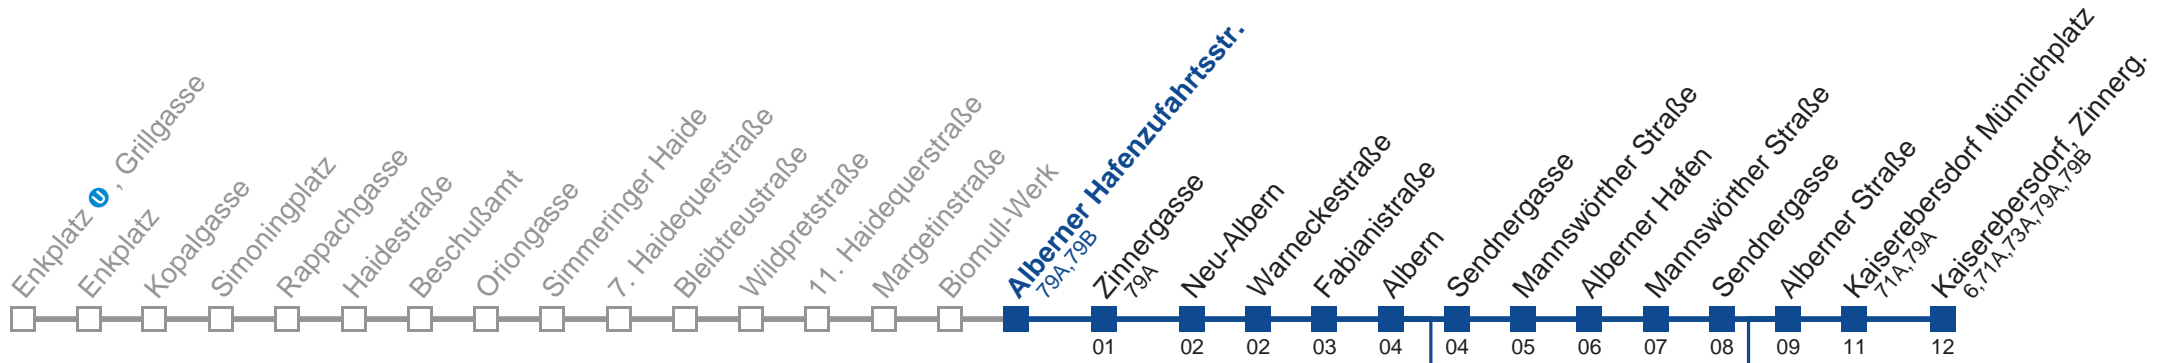 Enkplatz U , Grillgasse
Enkplatz
Kopalgasse
Simoningplatz
Rappachgasse
Haidestraße
Beschußamt
Oriongasse
Simmeringer Haide
7. Haidequerstraße
Bleibtreustraße
Wildpretstraße
11. Haidequerstraße
Margetinstraße
Biomull-Werk
Alberner Hafenzufahrtsstr.
79A, 79B
Zinnergasse
79A
Neu-Albern
Warneckestraße
Fabianistraße
Albern
Sendnergasse
Mannswörther Straße
Alberner Hafen
Mannswörther Straße
Sendnergasse
Alberner Straße
Kaiserebersdorf Münnichplatz
71A, 79A
Kaiserebersdorf, Zinnerg.
6, 71A, 73A, 79A, 79B
01 02 02 03 04 04 05 06 07 08 09 11 12